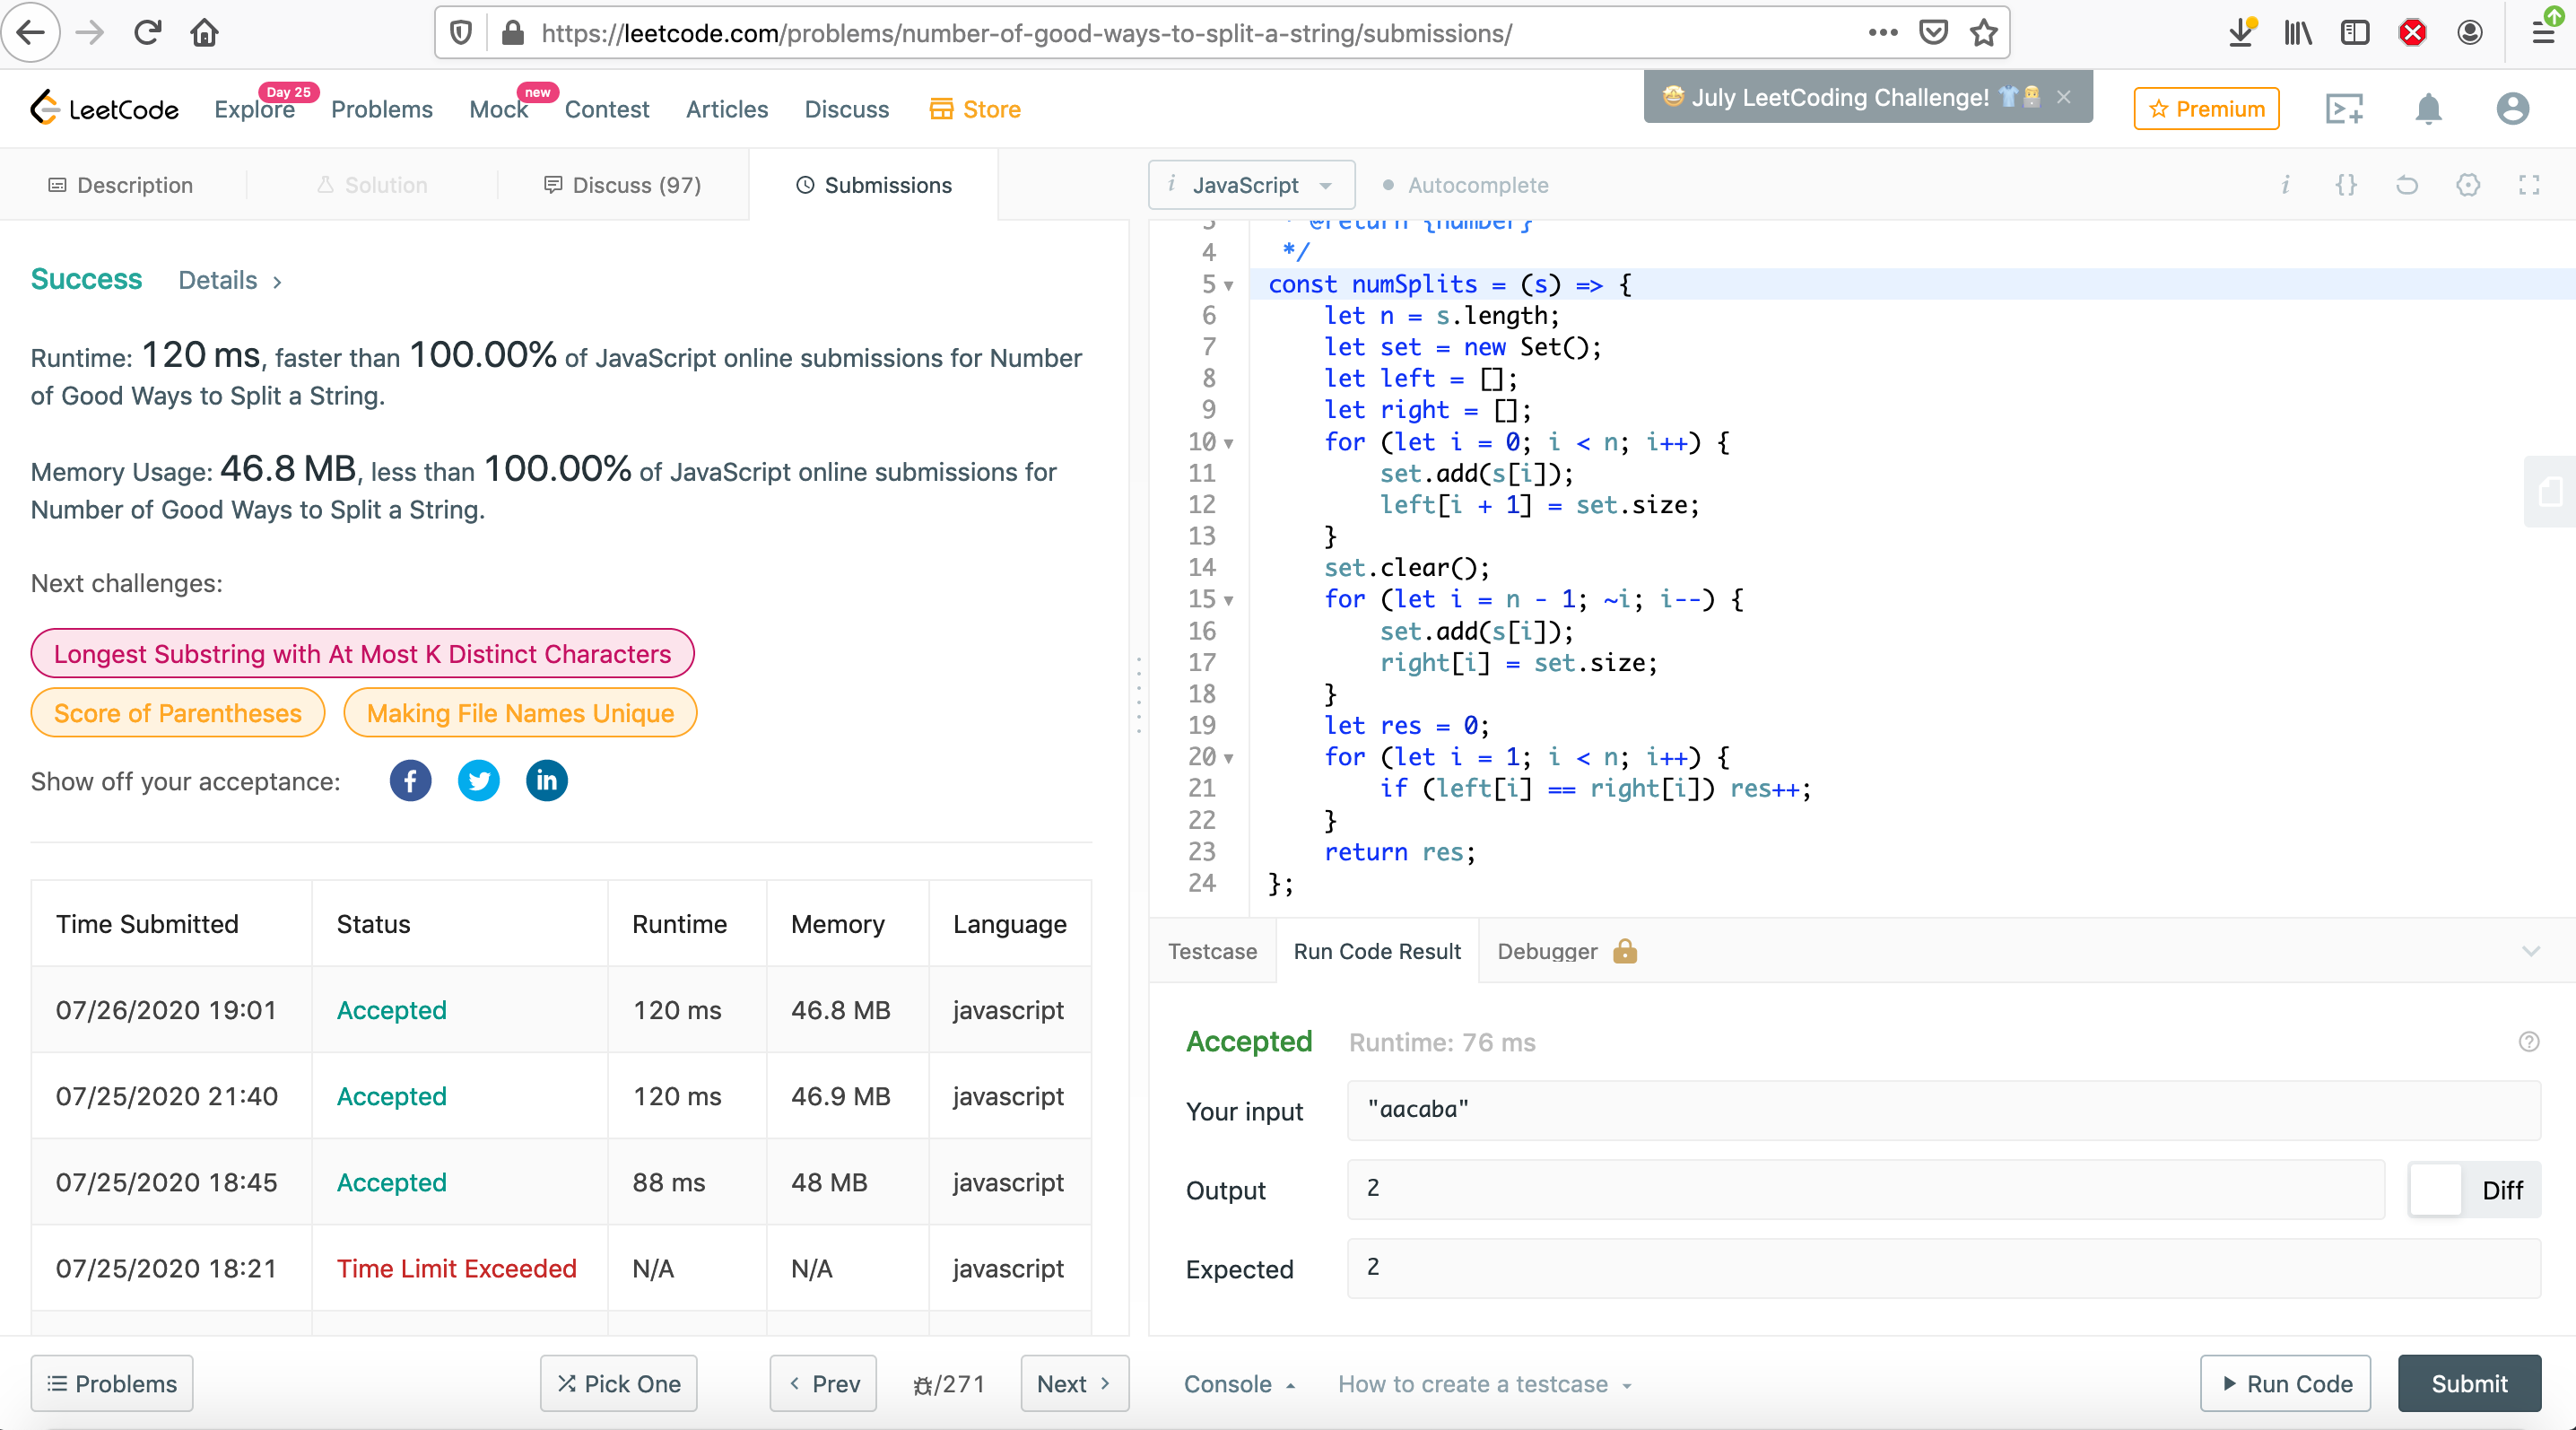 https://leetcode.com/problems/number-of-good-ways-to-split-a-string/submissions/
LeetCode
Explore
Day 25
Problems
Mock
new
Contest
Articles
Discuss
Store
🤩 July LeetCoding Challenge! 👕👨‍💻 ×
Premium
Description
Solution
Discuss (97)
Submissions
i JavaScript
Autocomplete
Success Details >
Runtime: 120 ms, faster than 100.00% of JavaScript online submissions for Number
of Good Ways to Split a String.
Memory Usage: 46.8 MB, less than 100.00% of JavaScript online submissions for
Number of Good Ways to Split a String.
Next challenges:
Longest Substring with At Most K Distinct Characters
Score of Parentheses
Making File Names Unique
Show off your acceptance:
Time Submitted Status Runtime Memory Language
07/26/2020 19:01 Accepted 120 ms 46.8 MB javascript
07/25/2020 21:40 Accepted 120 ms 46.9 MB javascript
07/25/2020 18:45 Accepted 88 ms 48 MB javascript
07/25/2020 18:21 Time Limit Exceeded N/A N/A javascript
Problems
Pick One
< Prev
/271
Next >
3 * @return {number}
4 */
5 const numSplits = (s) => {
6 let n = s.length;
7 let set = new Set();
8 let left = [];
9 let right = [];
10 for (let i = 0; i < n; i++) {
11 set.add(s[i]);
12 left[i + 1] = set.size;
13 }
14 set.clear();
15 for (let i = n - 1; ~i; i--) {
16 set.add(s[i]);
17 right[i] = set.size;
18 }
19 let res = 0;
20 for (let i = 1; i < n; i++) {
21 if (left[i] == right[i]) res++;
22 }
23 return res;
24 };
Testcase
Run Code Result
Debugger
Accepted Runtime: 76 ms
Your input "aacaba"
Output 2
Diff
Expected 2
Console
How to create a testcase
Run Code
Submit